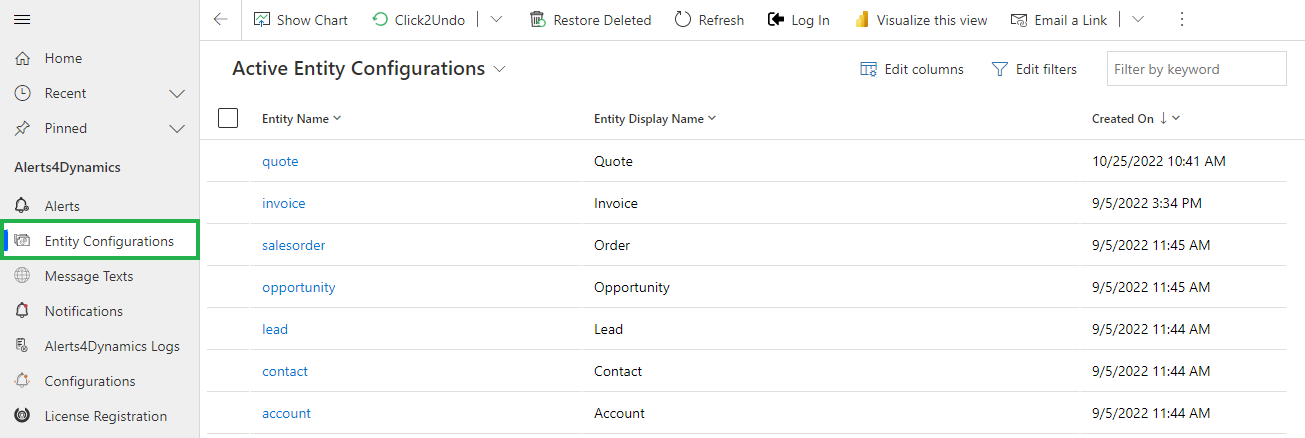 Show Chart Click2Undo Restore Deleted Refresh Log In Visualize this view Email a Link
Home
Recent
Pinned
Alerts4Dynamics
Alerts
Entity Configurations
Message Texts
Notifications
Alerts4Dynamics Logs
Configurations
License Registration
Active Entity Configurations Edit columns Edit filters Filter by keyword
Entity Name Entity Display Name Created On
quote Quote 10/25/2022 10:41 AM
invoice Invoice 9/5/2022 3:34 PM
salesorder Order 9/5/2022 11:45 AM
opportunity Opportunity 9/5/2022 11:45 AM
lead Lead 9/5/2022 11:44 AM
contact Contact 9/5/2022 11:44 AM
account Account 9/5/2022 11:44 AM